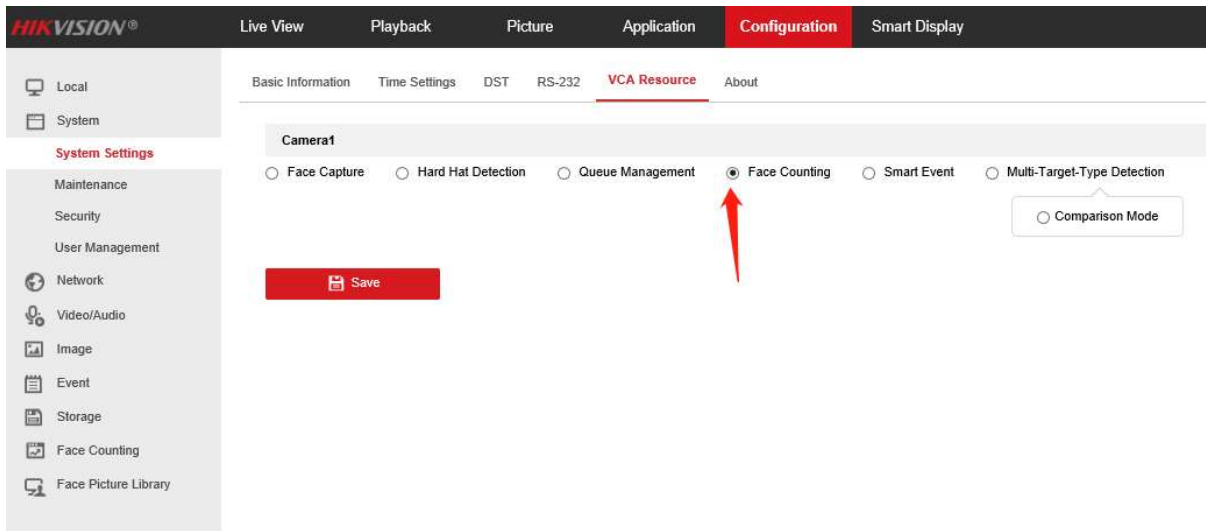 HIKVISION®
Live View Playback Picture Application Configuration Smart Display
Local
System
System Settings
Maintenance
Security
User Management
Network
Video/Audio
Image
Event
Storage
Face Counting
Face Picture Library
Basic Information Time Settings DST RS-232 VCA Resource About
Camera1
Face Capture Hard Hat Detection Queue Management Face Counting Smart Event Multi-Target-Type Detection
Comparison Mode
Save